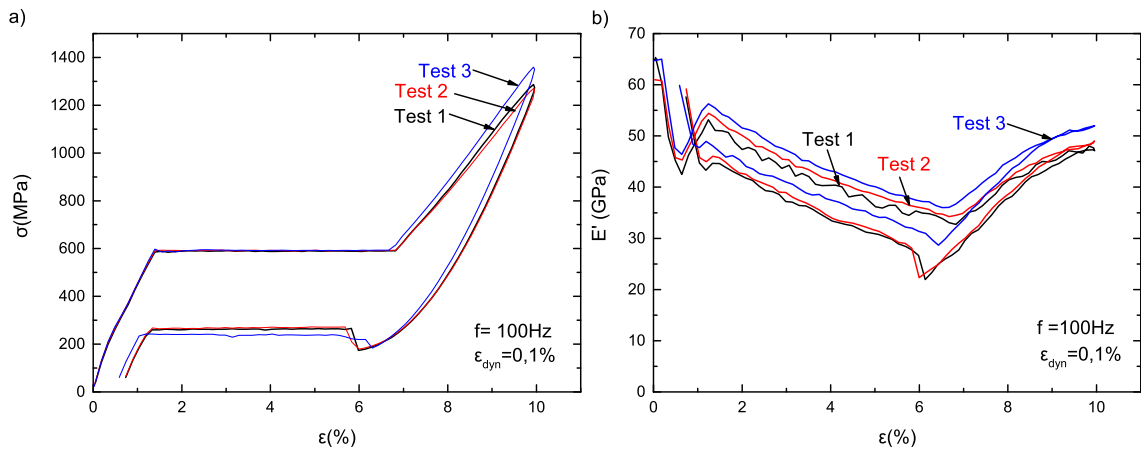 a)
σ(MPa)
1400
1200
1000
800
600
400
200
0
Test 3
Test 2
Test 1
f= 100Hz
εdyn=0,1%
0 2 4 6 8 10
ε(%)
b)
E' (GPa)
70
60
50
40
30
20
10
0
Test 1
Test 2
Test 3
f =100Hz
εdyn=0,1%
0 2 4 6 8 10
ε(%)